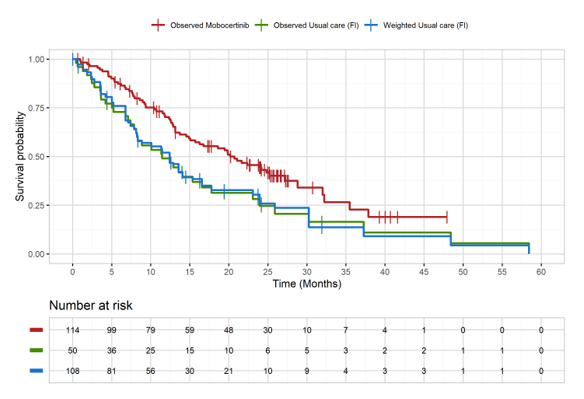 Observed Mobocertinib Observed Usual care (FI) Weighted Usual care (FI)
1.00
0.75
0.50
0.25
0.00
Survival probability
0 5 10 15 20 25 30 35 40 45 50 55 60
Time (Months)
Number at risk
114 99 79 59 48 30 10 7 4 1 0 0 0
50 36 25 15 10 6 5 3 2 2 1 1 0
108 81 56 30 21 10 9 4 3 3 1 1 0